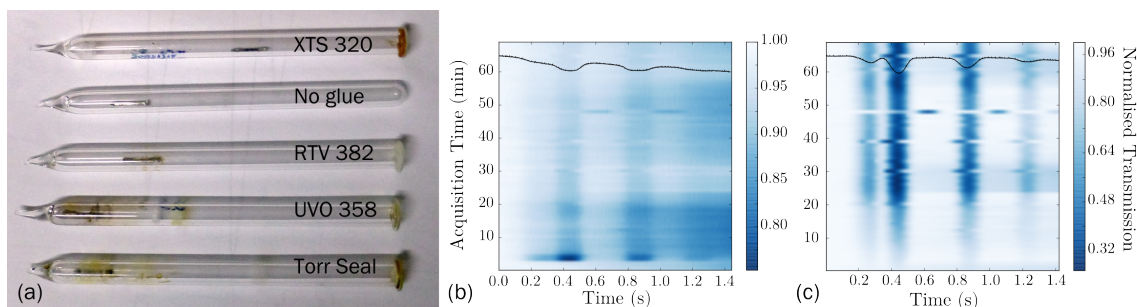 XTS 320
No glue
RTV 382
UVO 358
Torr Seal
(a)
Acquisition Time (min)
60
50
40
30
20
10
0.0 0.2 0.4 0.6 0.8 1.0 1.2 1.4
Time (s)
(b)
1.00
0.95
0.90
0.85
0.80
60
50
40
30
20
10
0.2 0.4 0.6 0.8 1.0 1.2 1.4
Time (s)
(c)
0.96
0.80
0.64
0.48
0.32
Normalised Transmission